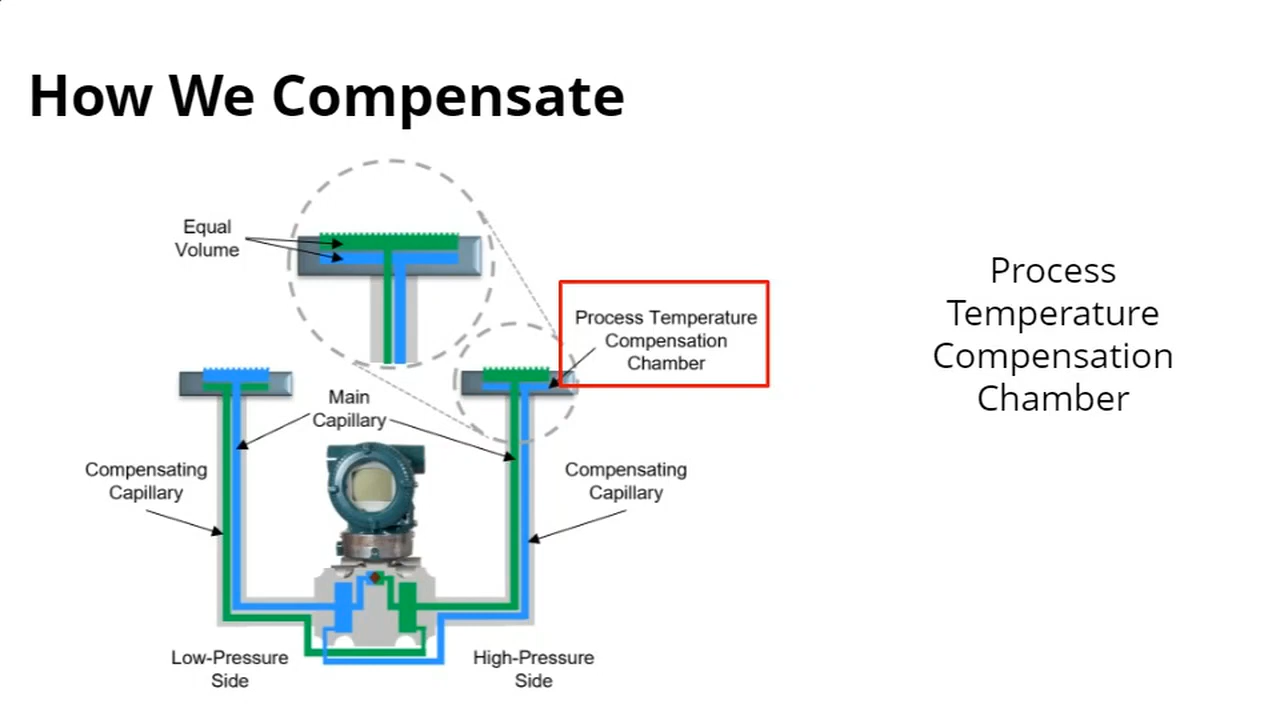 How We Compensate
Equal
Volume
Process Temperature
Compensation
Chamber
Main
Capillary
Compensating
Capillary
Compensating
Capillary
Low-Pressure
Side
High-Pressure
Side
Process
Temperature
Compensation
Chamber